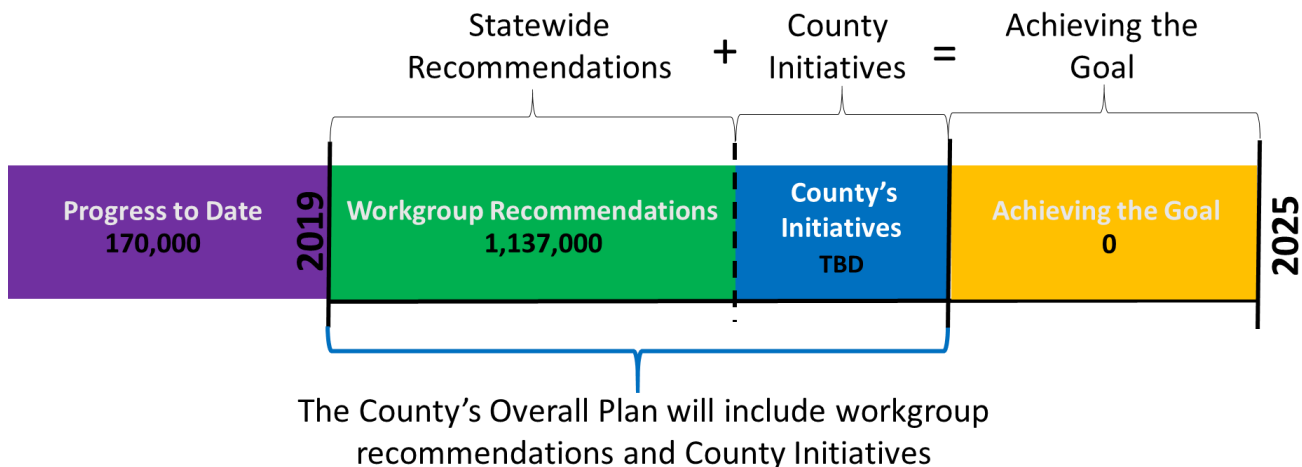 Statewide
Recommendations
+
County
Initiatives
=
Achieving the
Goal
Progress to Date
170,000
2019
Workgroup Recommendations
1,137,000
County's
Initiatives
TBD
Achieving the Goal
0
2025
The County's Overall Plan will include workgroup
recommendations and County Initiatives